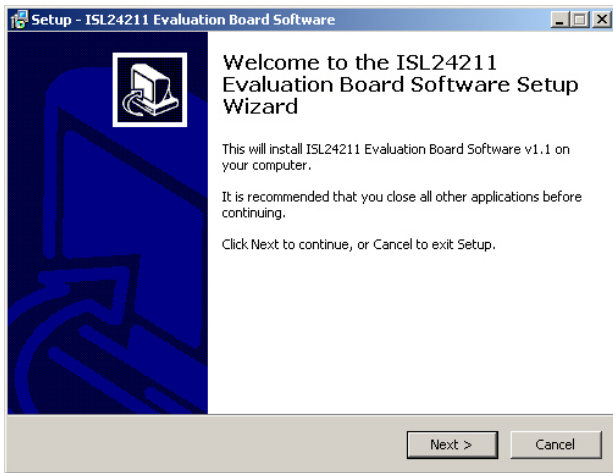 Setup - ISL24211 Evaluation Board Software
Welcome to the ISL24211
Evaluation Board Software Setup
Wizard
This will install ISL24211 Evaluation Board Software v1.1 on
your computer.
It is recommended that you close all other applications before
continuing.
Click Next to continue, or Cancel to exit Setup.
Next > Cancel